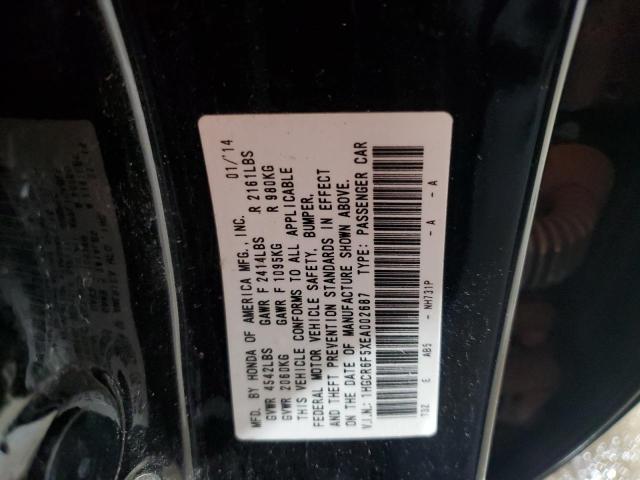 MFD. BY HONDA OF AMERICA MFG., INC. 01/'14
GVWR 4542LBS GAWR F 2414LBS R 2161LBS
GVWR 2060KG GAWR F 1095KG R 980KG
THIS VEHICLE CONFORMS TO ALL APPLICABLE
FEDERAL MOTOR VEHICLE SAFETY, BUMPER,
AND THEFT PREVENTION STANDARDS IN EFFECT
ON THE DATE OF MANUFACTURE SHOWN ABOVE.
V.I.N.: 1HGCR6F5XEA002687 TYPE: PASSENGER CAR
T32 E AB5 - NH731P - A - A